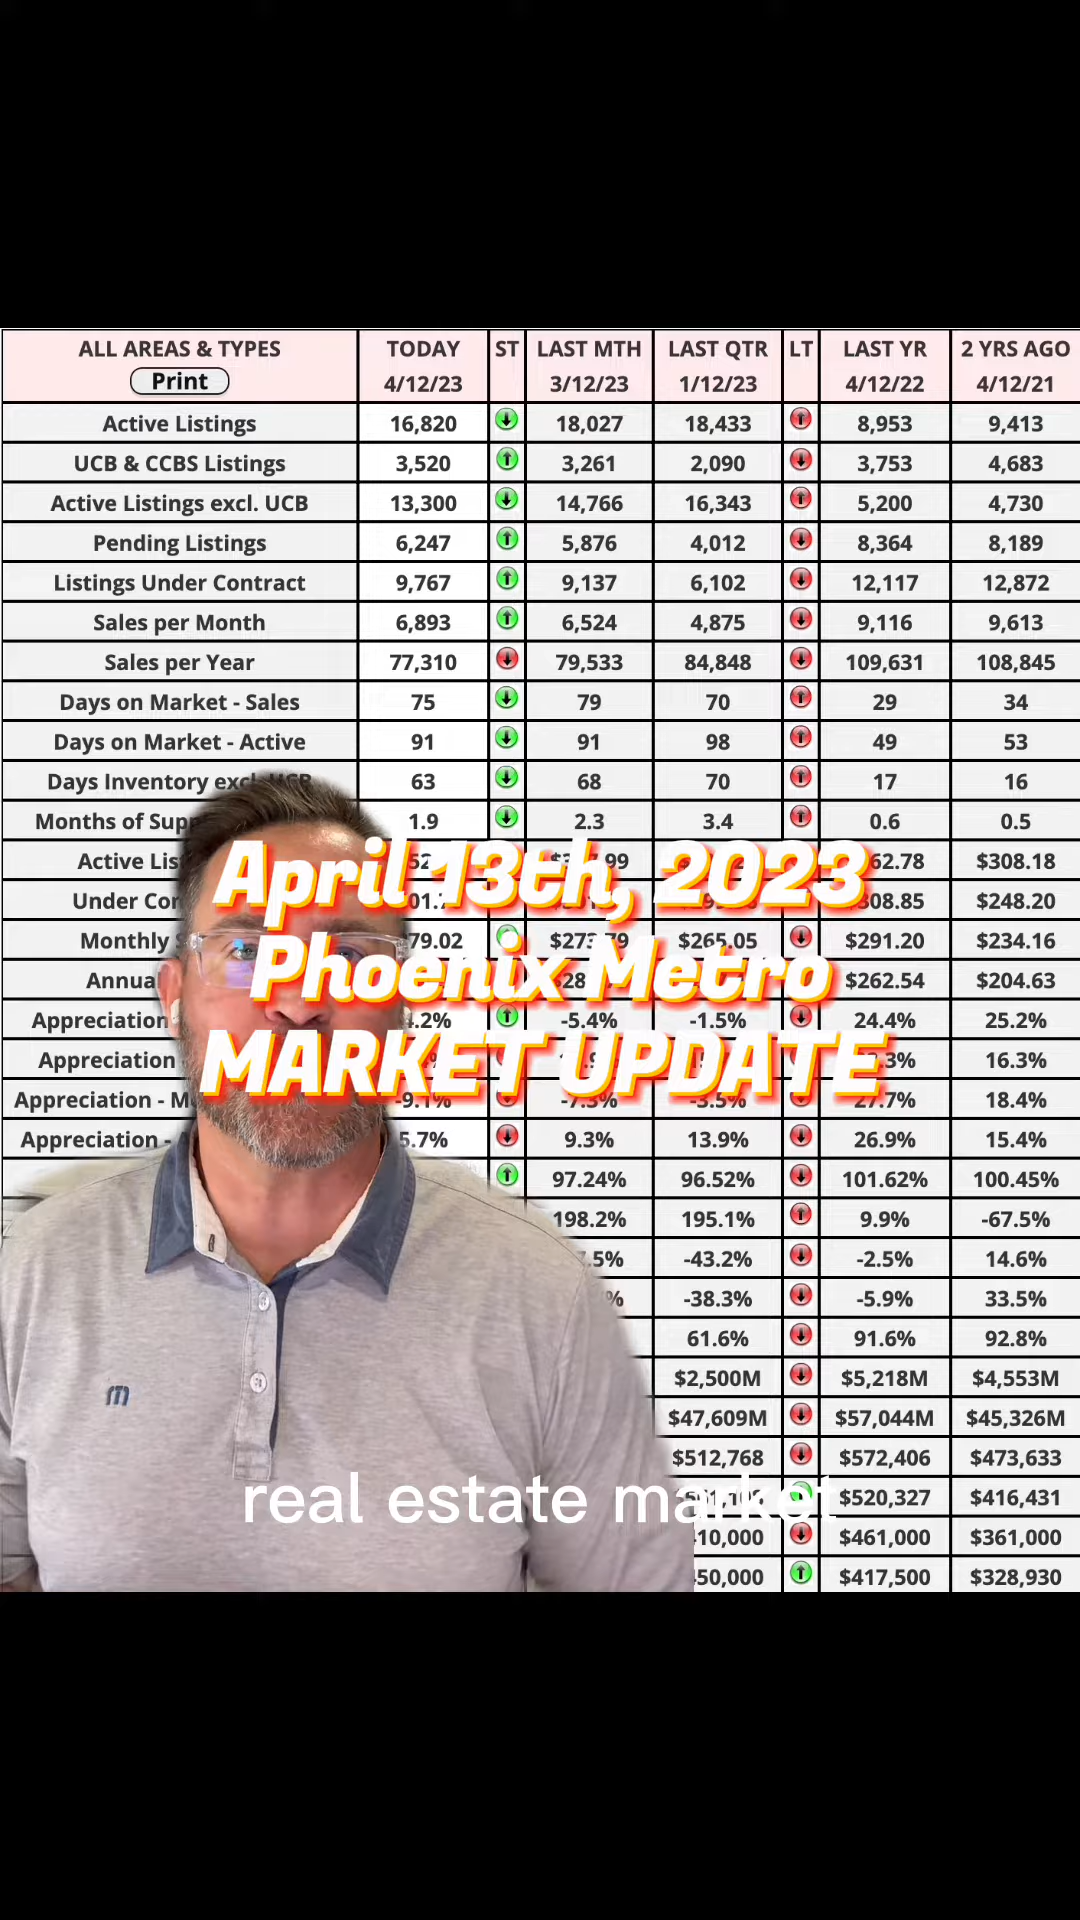 ALL AREAS & TYPES TODAY ST LAST MTH LAST QTR LT LAST YR 2 YRS AGO
Print 4/12/23 3/12/23 1/12/23 4/12/22 4/12/21
Active Listings 16,820 18,027 18,433 8,953 9,413
UCB & CCBS Listings 3,520 3,261 2,090 3,753 4,683
Active Listings excl. UCB 13,300 14,766 16,343 5,200 4,730
Pending Listings 6,247 5,876 4,012 8,364 8,189
Listings Under Contract 9,767 9,137 6,102 12,117 12,872
Sales per Month 6,893 6,524 4,875 9,116 9,613
Sales per Year 77,310 79,533 84,848 109,631 108,845
Days on Market - Sales 75 79 70 29 34
Days on Market - Active 91 91 98 49 53
Days Inventory excl. UCB 63 68 70 17 16
Months of 1.9 2.3 3.4 0.6 0.5
Active $308.18
April 13th, 2023
Under $248.20
Monthly $273.79 $265.05 $291.20 $234.16
Phoenix Metro
$262.54 $204.63
Appreciation -5.4% -1.5% 24.4% 25.2%
MARKET UPDATE
Appreciation 16.3%
Appreciation - -9.1% -7.3% -3.5% 27.7% 18.4%
Appreciation - 9.3% 13.9% 26.9% 15.4%
97.24% 96.52% 101.62% 100.45%
198.2% 195.1% 9.9% -67.5%
-43.2% -2.5% 14.6%
-38.3% -5.9% 33.5%
61.6% 91.6% 92.8%
$2,500M $5,218M $4,553M
$47,609M $57,044M $45,326M
$512,768 $572,406 $473,633
real estate market
$520,327 $416,431
$461,000 $361,000
$417,500 $328,930
m